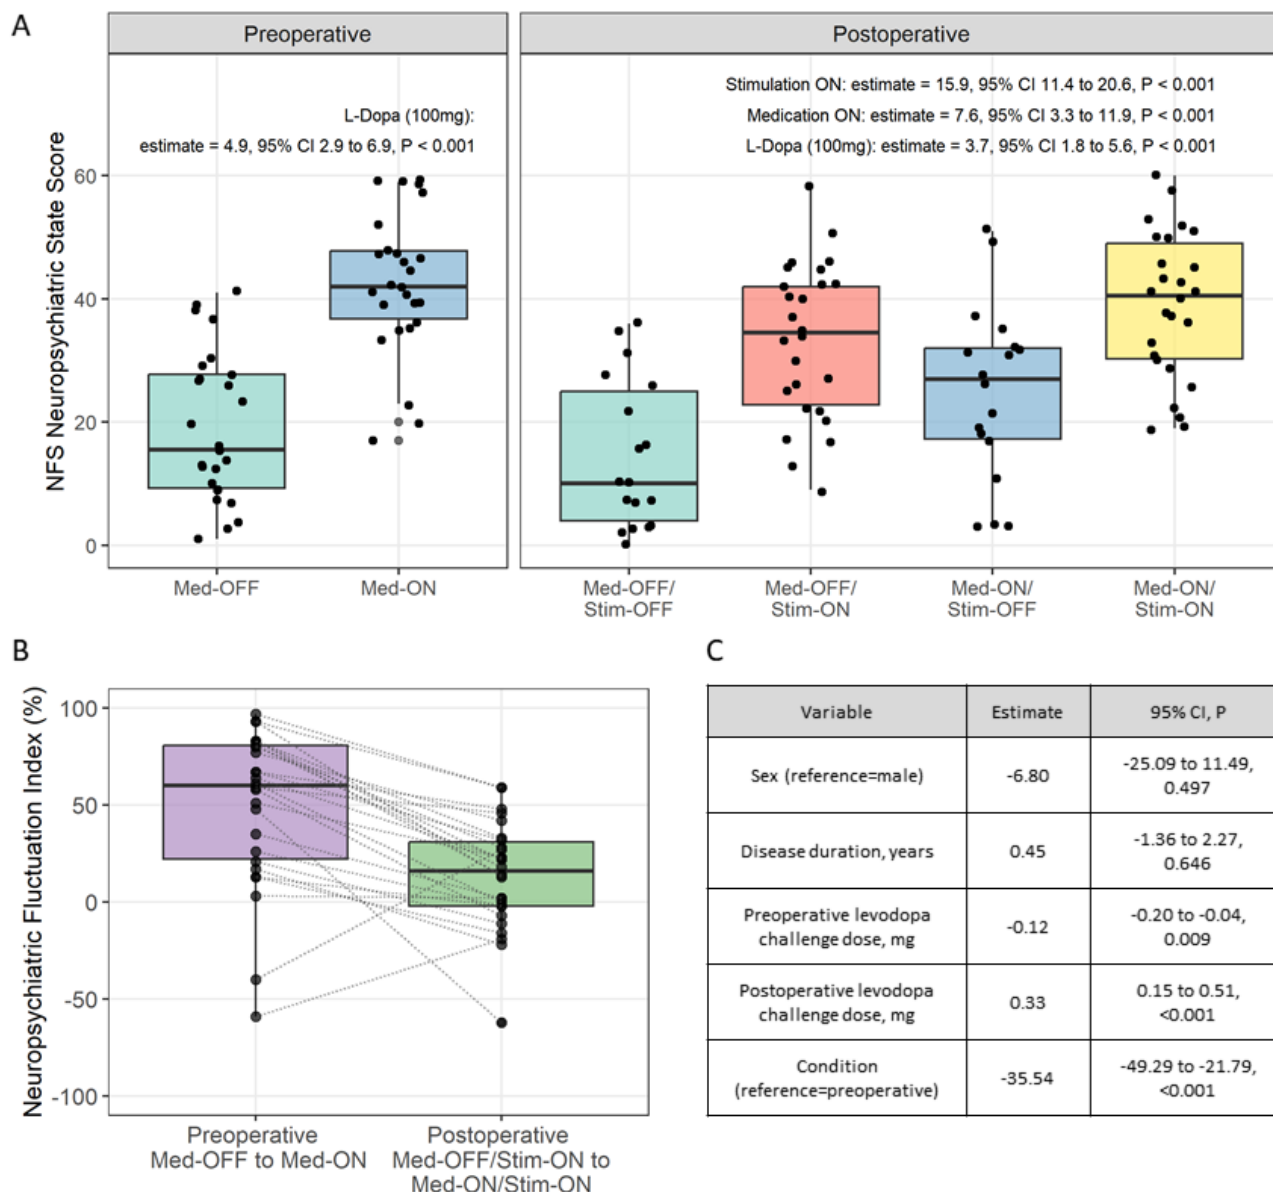 A
Preoperative
Postoperative
L-Dopa (100mg):
estimate = 4.9, 95% CI 2.9 to 6.9, P < 0.001
Stimulation ON: estimate = 15.9, 95% CI 11.4 to 20.6, P < 0.001
Medication ON: estimate = 7.6, 95% CI 3.3 to 11.9, P < 0.001
L-Dopa (100mg): estimate = 3.7, 95% CI 1.8 to 5.6, P < 0.001
NFS Neuropsychiatric State Score
60
40
20
0
Med-OFF
Med-ON
Med-OFF/
Stim-OFF
Med-OFF/
Stim-ON
Med-ON/
Stim-OFF
Med-ON/
Stim-ON
B
Neuropsychiatric Fluctuation Index (%)
100
50
0
-50
-100
Preoperative
Med-OFF to Med-ON
Postoperative
Med-OFF/Stim-ON to
Med-ON/Stim-ON
C
Variable Estimate 95% CI, P
Sex (reference=male) -6.80 -25.09 to 11.49,
0.497
Disease duration, years 0.45 -1.36 to 2.27,
0.646
Preoperative levodopa
challenge dose, mg
-0.12
-0.20 to -0.04,
0.009
Postoperative levodopa
challenge dose, mg
0.33
0.15 to 0.51,
<0.001
Condition
(reference=preoperative)
-35.54
-49.29 to -21.79,
<0.001